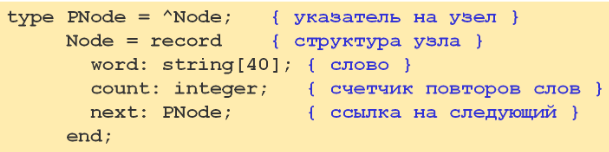 type PNode = ^Node; { указатель на узел }
Node = record { структура узла }
word: string[40]; { слово }
count: integer; { счетчик повторов слов }
next: PNode; { ссылка на следующий }
end;